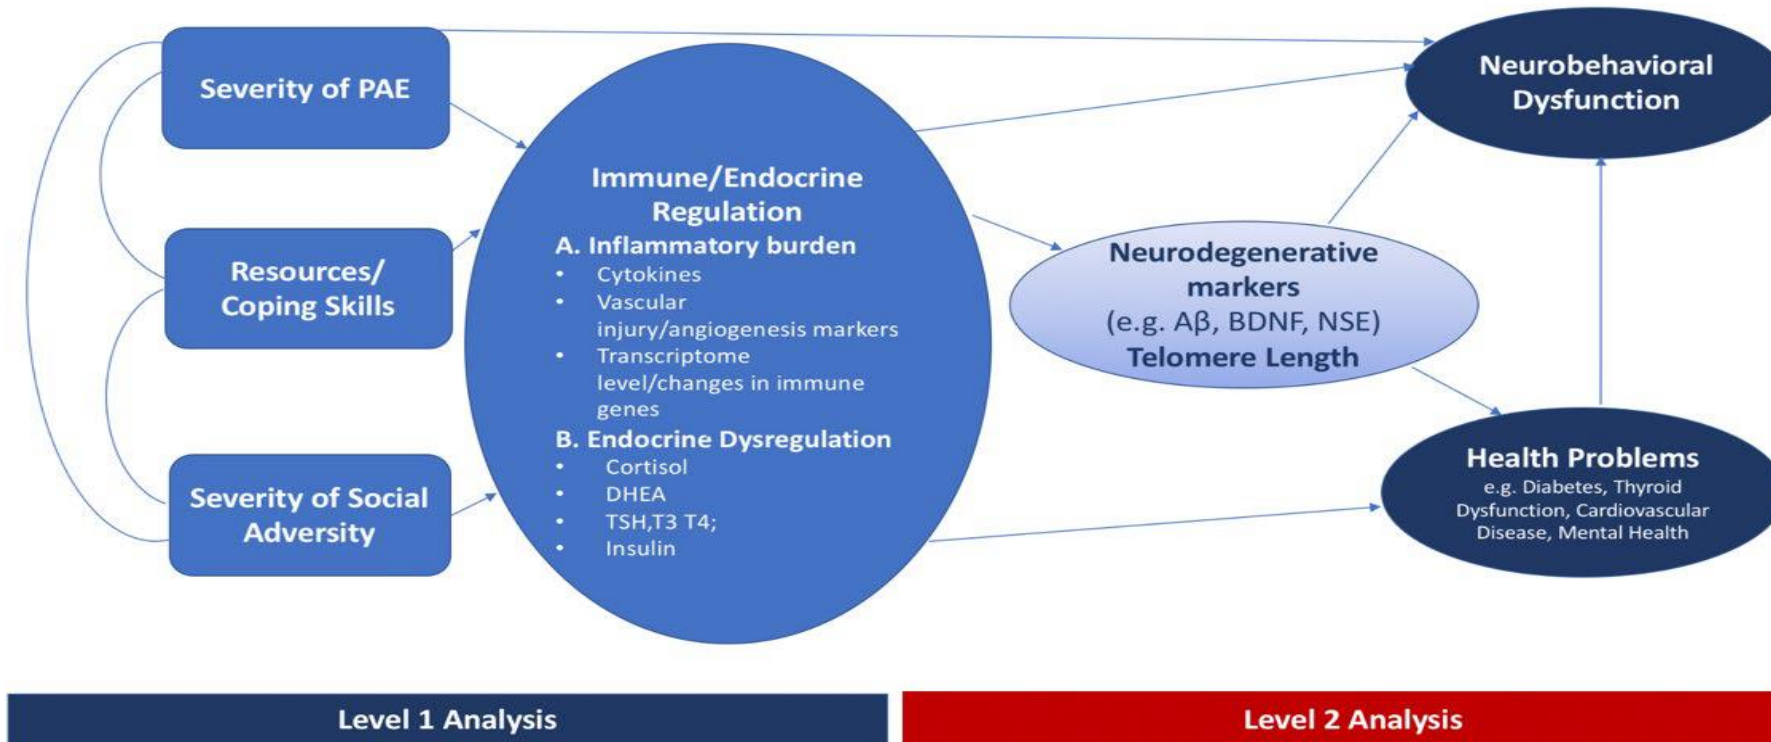 Severity of PAE
Resources/
Coping Skills
Severity of Social
Adversity
Immune/Endocrine
Regulation
A. Inflammatory burden
• Cytokines
• Vascular
injury/angiogenesis markers
• Transcriptome
level/changes in immune
genes
B. Endocrine Dysregulation
• Cortisol
• DHEA
• TSH,T3 T4;
• Insulin
Neurodegenerative
markers
(e.g. Aβ, BDNF, NSE)
Telomere Length
Neurobehavioral
Dysfunction
Health Problems
e.g. Diabetes, Thyroid
Dysfunction, Cardiovascular
Disease, Mental Health
Level 1 Analysis
Level 2 Analysis